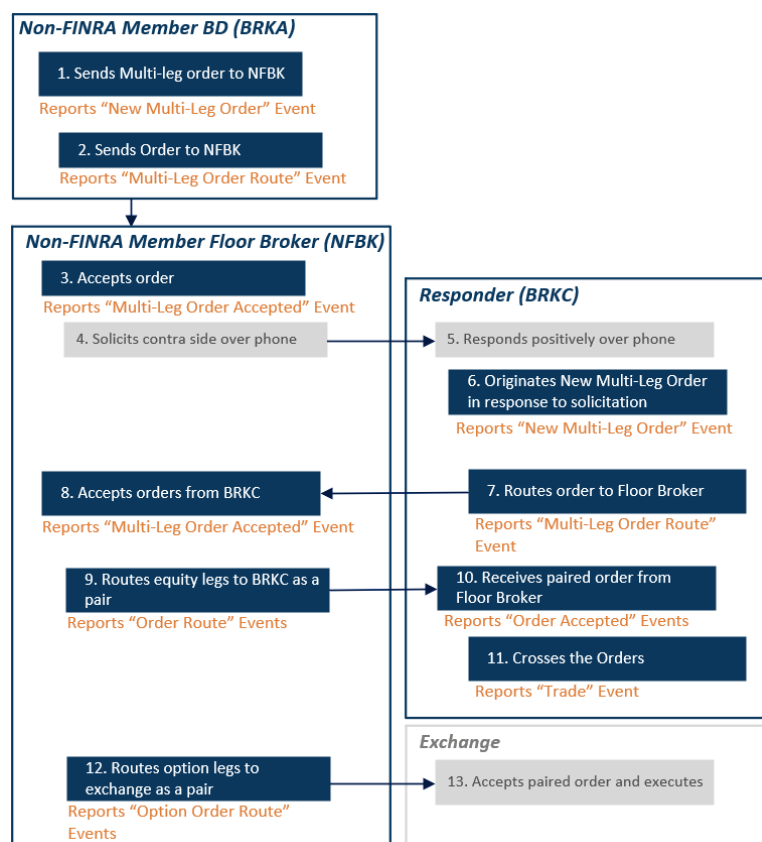 Non-FINRA Member BD (BRKA)
1. Sends Multi-leg order to NFBK
Reports “New Multi-Leg Order” Event
2. Sends Order to NFBK
Reports “Multi-Leg Order Route” Event
Non-FINRA Member Floor Broker (NFBK)
3. Accepts order
Reports “Multi-Leg Order Accepted” Event
4. Solicits contra side over phone
Responder (BRKC)
5. Responds positively over phone
6. Originates New Multi-Leg Order
in response to solicitation
Reports “New Multi-Leg Order” Event
7. Routes order to Floor Broker
Reports “Multi-Leg Order Route”
Event
8. Accepts orders from BRKC
Reports “Multi-Leg Order Accepted” Event
9. Routes equity legs to BRKC as a
pair
Reports “Order Route” Events
10. Receives paired order from
Floor Broker
Reports “Order Accepted” Events
11. Crosses the Orders
Reports “Trade” Event
12. Routes option legs to
exchange as a pair
Reports “Option Order Route”
Events
Exchange
13. Accepts paired order and executes